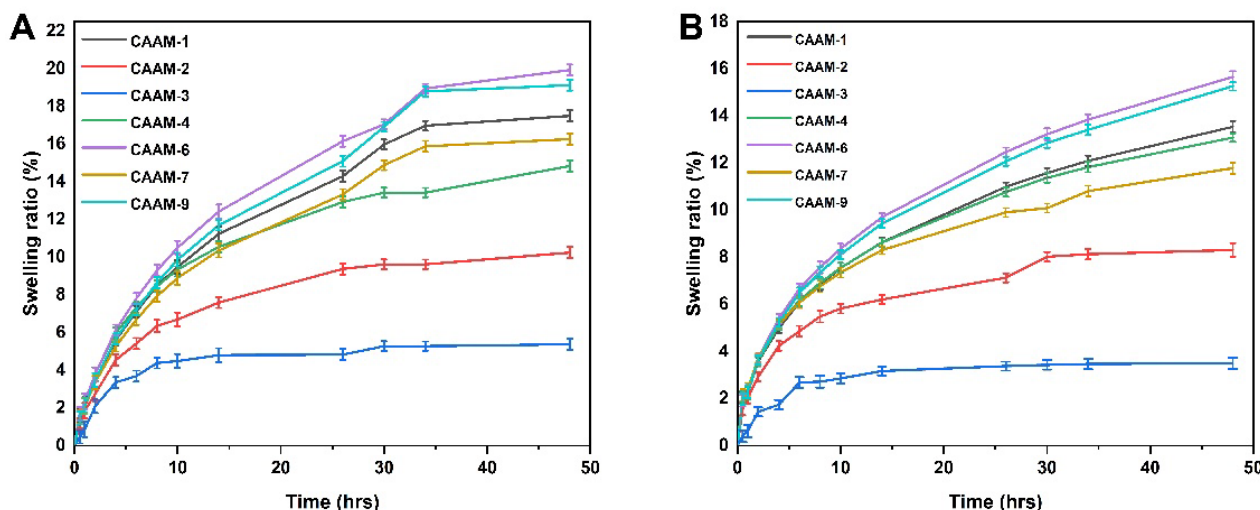 A
CAAM-1
CAAM-2
CAAM-3
CAAM-4
CAAM-6
CAAM-7
CAAM-9
Swelling ratio (%)
22
20
18
16
14
12
10
8
6
4
2
0
0 10 20 30 40 50
Time (hrs)
B
CAAM-1
CAAM-2
CAAM-3
CAAM-4
CAAM-6
CAAM-7
CAAM-9
Swelling ratio (%)
18
16
14
12
10
8
6
4
2
0
0 10 20 30 40 50
Time (hrs)